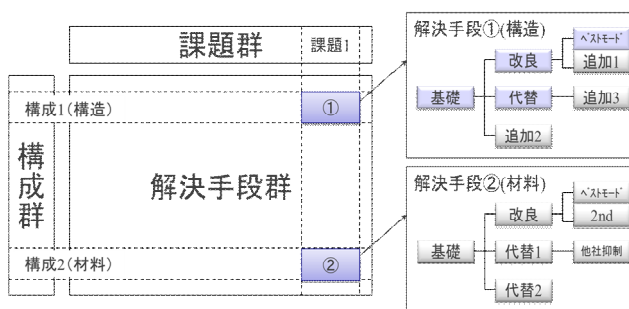 課題群
課題1
構成群
構成1(構造)
①
解決手段群
構成2(材料)
②
解決手段①(構造)
基礎
改良
ベストモード
追加1
代替
追加3
追加2
解決手段②(材料)
基礎
改良
ベストモード
2nd
代替1
他社抑制
代替2